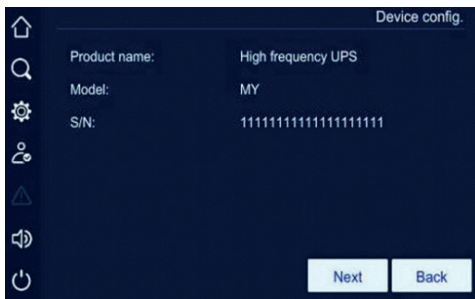 Device config.
Product name: High frequency UPS
Model: MY
S/N: 11111111111111111111
Next Back